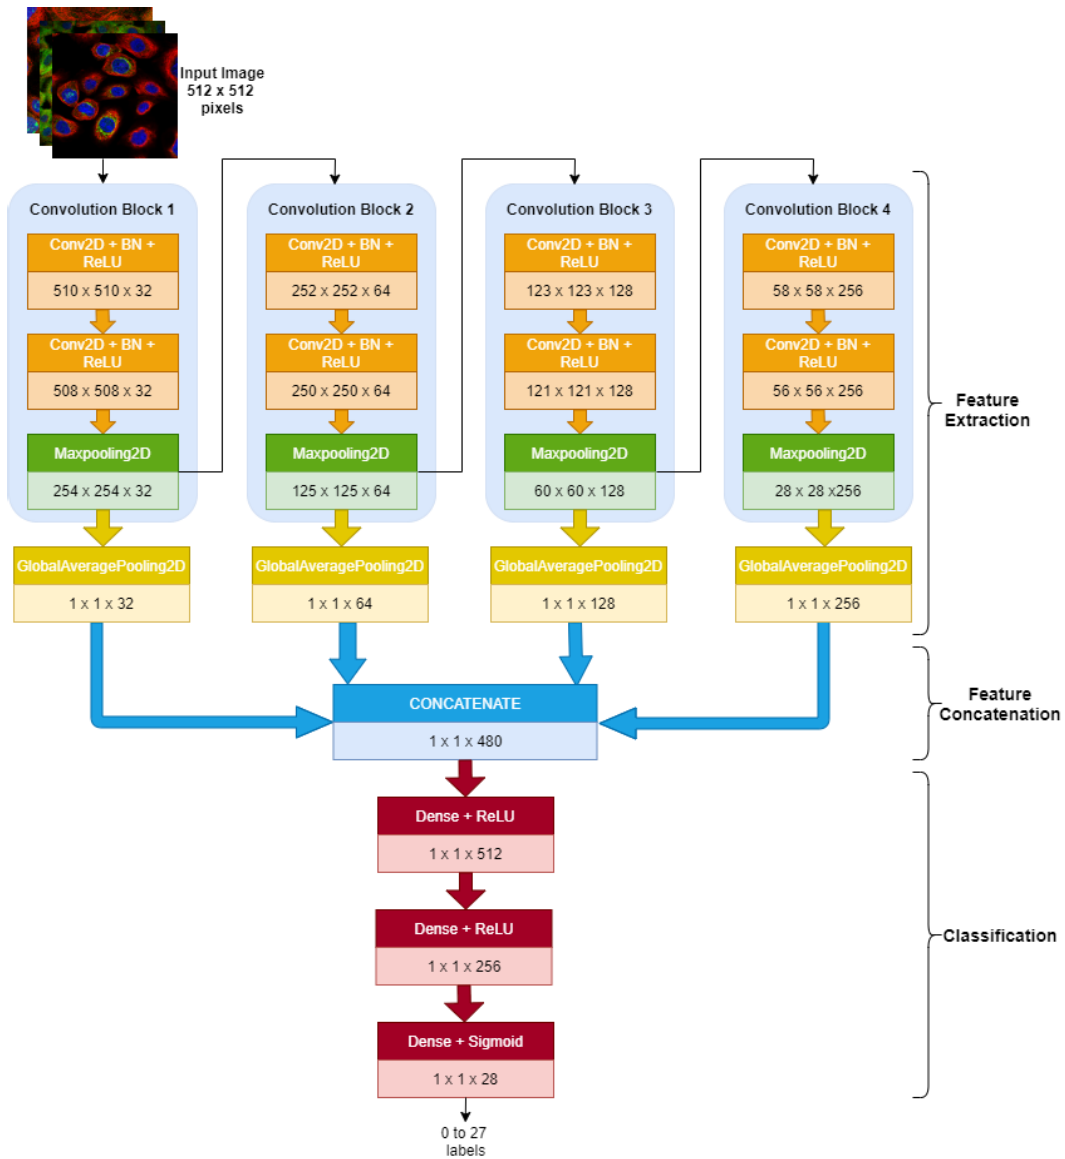 Input Image
512 x 512
pixels
Convolution Block 1
Conv2D + BN +
ReLU
510 x 510 x 32
Conv2D + BN +
ReLU
508 x 508 x 32
Maxpooling2D
254 x 254 x 32
GlobalAveragePooling2D
1 x 1 x 32
Convolution Block 2
Conv2D + BN +
ReLU
252 x 252 x 64
Conv2D + BN +
ReLU
250 x 250 x 64
Maxpooling2D
125 x 125 x 64
GlobalAveragePooling2D
1 x 1 x 64
Convolution Block 3
Conv2D + BN +
ReLU
123 x 123 x 128
Conv2D + BN +
ReLU
121 x 121 x 128
Maxpooling2D
60 x 60 x 128
GlobalAveragePooling2D
1 x 1 x 128
Convolution Block 4
Conv2D + BN +
ReLU
58 x 58 x 256
Conv2D + BN +
ReLU
56 x 56 x 256
Maxpooling2D
28 x 28 x256
GlobalAveragePooling2D
1 x 1 x 256
Feature
Extraction
CONCATENATE
1 x 1 x 480
Feature
Concatenation
Dense + ReLU
1 x 1 x 512
Dense + ReLU
1 x 1 x 256
Dense + Sigmoid
1 x 1 x 28
Classification
0 to 27
labels